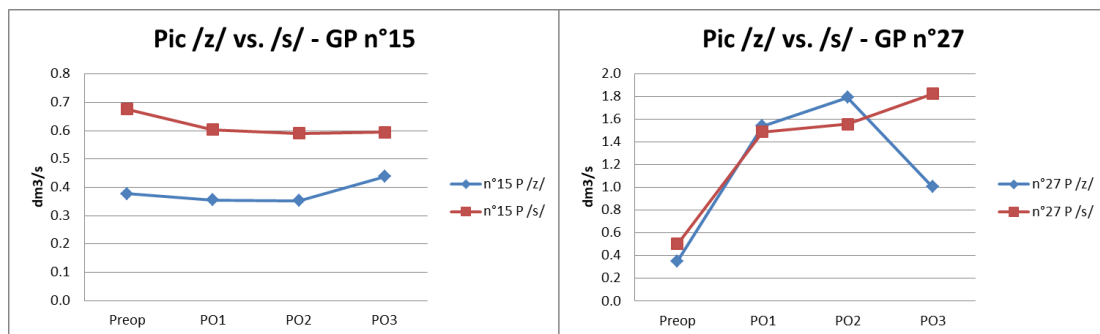 Pic /z/ vs. /s/ - GP n°15
0.8
0.7
0.6
0.5
0.4
0.3
0.2
0.1
0.0
dm3/s
Preop PO1 PO2 PO3
n°15 P /z/
n°15 P /s/
Pic /z/ vs. /s/ - GP n°27
2.0
1.8
1.6
1.4
1.2
1.0
0.8
0.6
0.4
0.2
0.0
dm3/s
Preop PO1 PO2 PO3
n°27 P /z/
n°27 P /s/